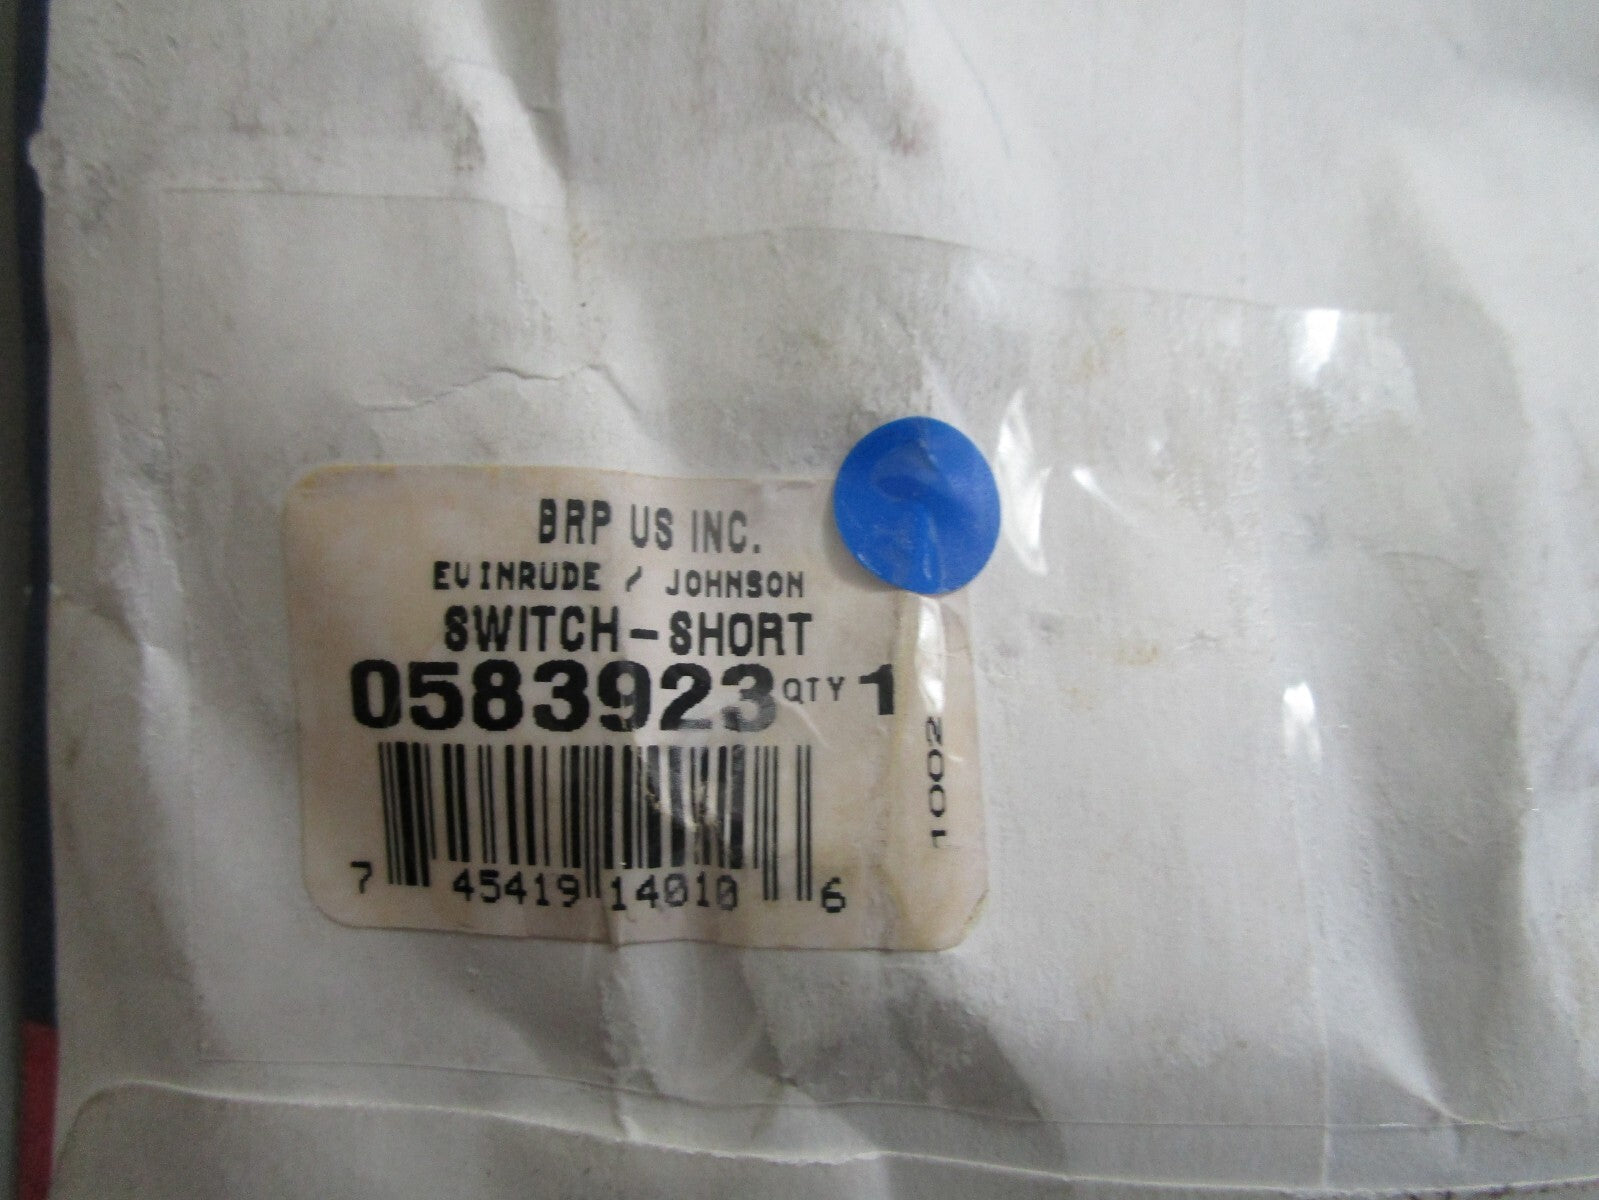 BRP US INC.
EVINRUDE / JOHNSON
SWITCH-SHORT
0583923 QTY 1
1002
7 45419 14010 6